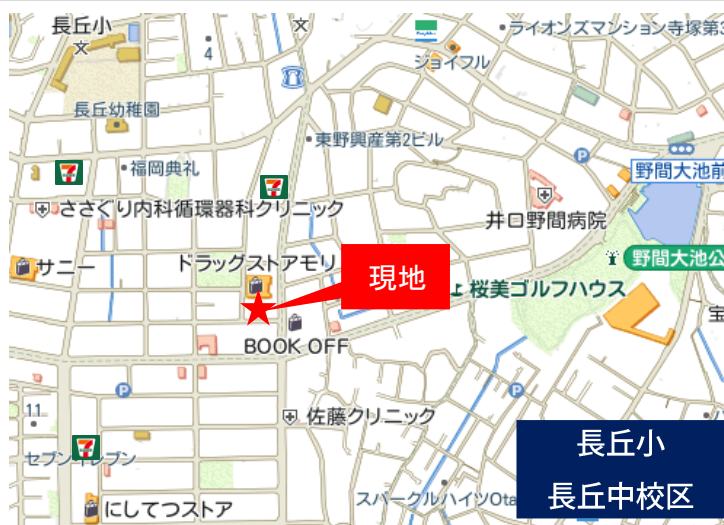 長丘小
4
ライオンズマンション寺塚第3
ジョイフル
長丘幼稚園
東野興産第2ビル
P
福岡典礼
7
7
野間大池前
ささぐり内科循環器科クリニック
井口野間病院
サニー
ドラッグストアモリ
現地
野間大池公
桜美ゴルフハウス
宝
BOOK OFF
P
P
11
佐藤クリニック
7
セブンイレブン
長丘小
長丘中校区
スパークルハイツOta
にしてつストア